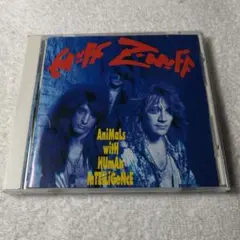 ENUFF Z'NUFF
AniMaLs
wiTH
HUMaN
iNTELLiGeNcE